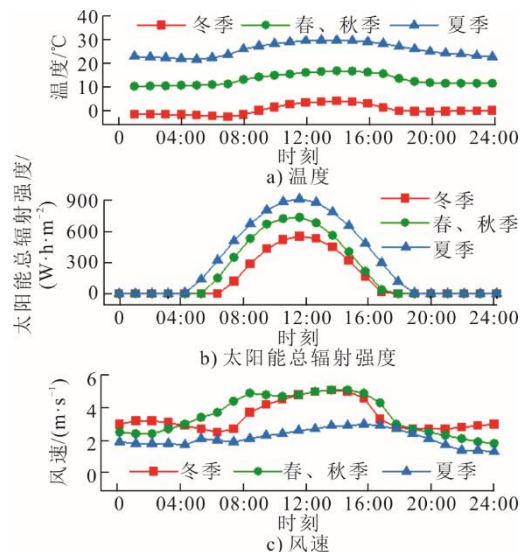 40
冬季 春、秋季 夏季
30
20
10
0
温度/℃
0 04:00 08:00 12:00 16:00 20:00 24:00
时刻
a) 温度
900
600
300
0
太阳能总辐射强度/
(W·h·m⁻²)
冬季
春、秋季
夏季
0 04:00 08:00 12:00 16:00 20:00 24:00
时刻
b) 太阳能总辐射强度
6
4
2
0
风速/(m·s⁻¹)
冬季 春、秋季 夏季
0 04:00 08:00 12:00 16:00 20:00 24:00
时刻
c) 风速